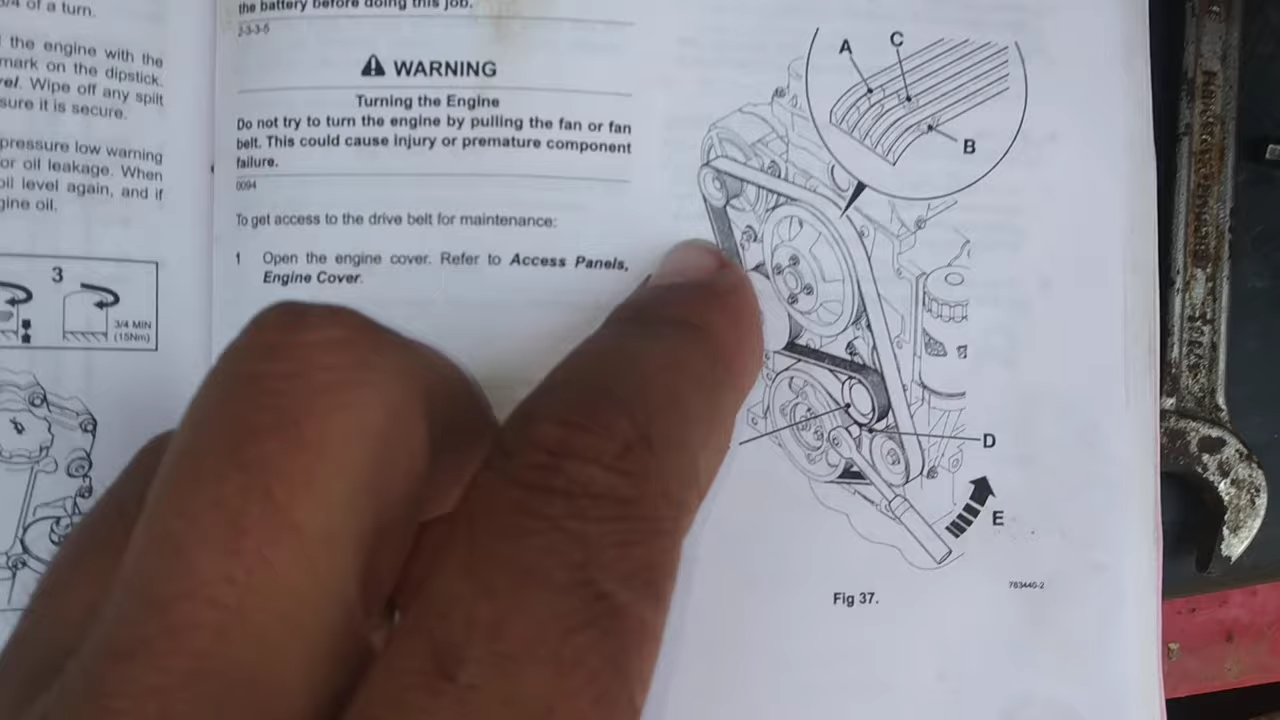 3/4 of a turn.
the engine with the
mark on the dipstick.
Wipe off any spilt
sure it is secure.
pressure low warning
or oil leakage. When
oil level again, and if
gine oil.
3
3/4 MIN
(15Nm)
the battery before doing this job.
2-3-3-5
WARNING
Turning the Engine
Do not try to turn the engine by pulling the fan or fan
belt. This could cause injury or premature component
failure.
0094
To get access to the drive belt for maintenance:
1 Open the engine cover. Refer to Access Panels,
Engine Cover.
A
C
B
D
E
763440-2
Fig 37.